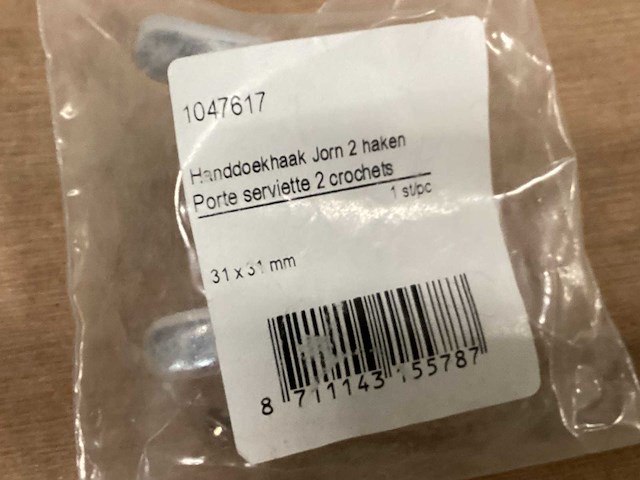 1047617
Handdoekhaak Jorn 2 haken
Porte serviette 2 crochets
1 st/pc
31 x 31 mm
8 711143 155787